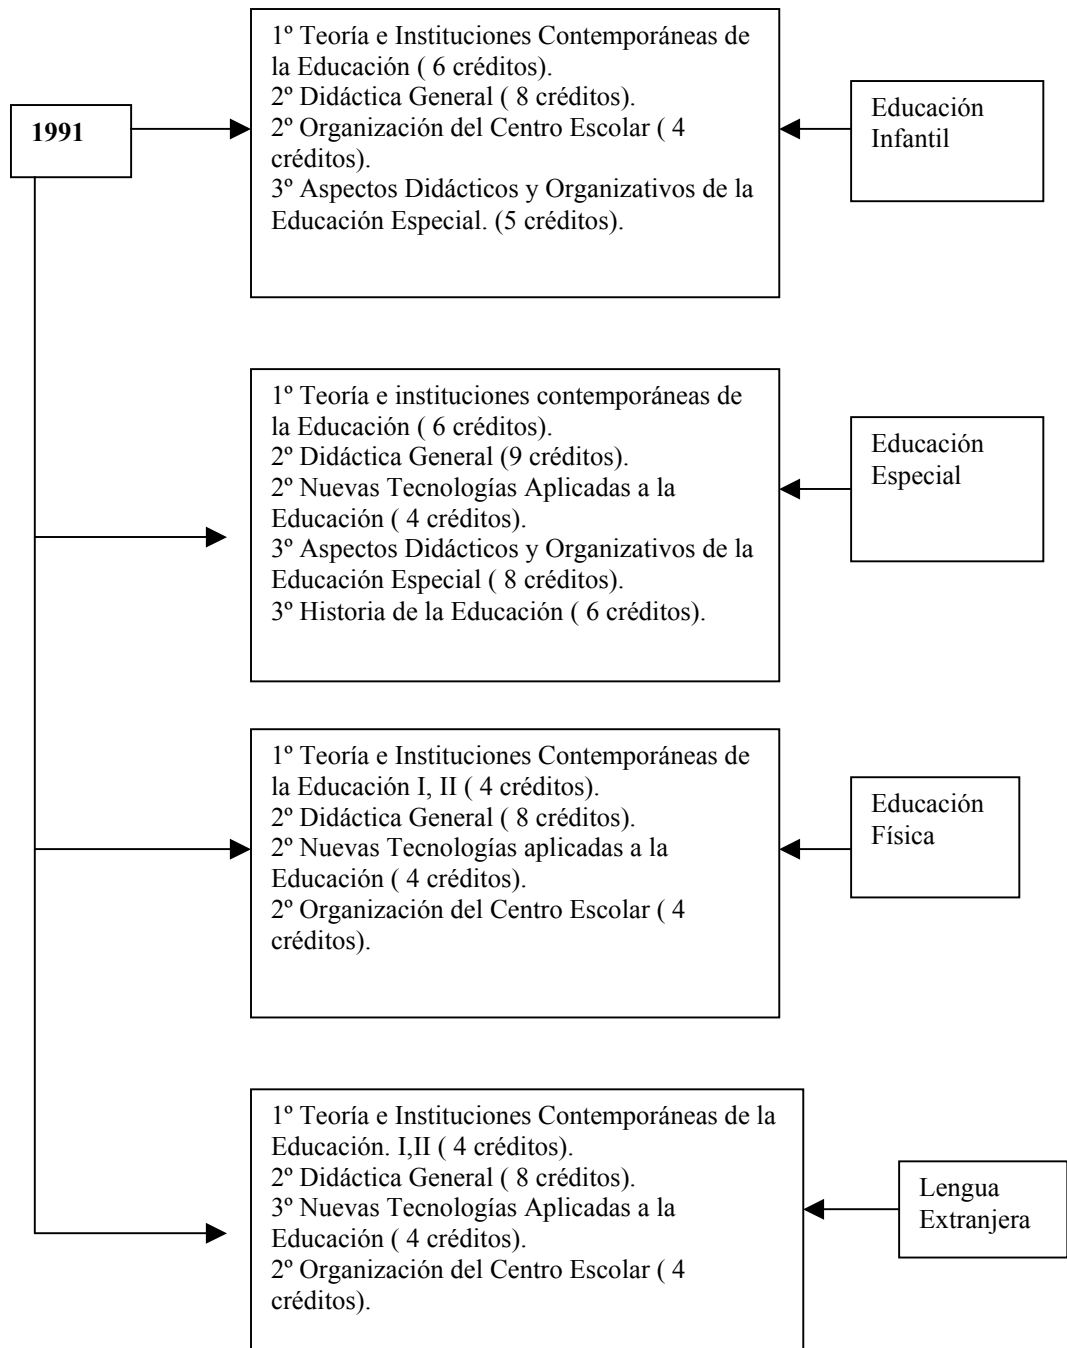 1991
1º Teoría e Instituciones Contemporáneas de
la Educación ( 6 créditos).
2º Didáctica General ( 8 créditos).
2º Organización del Centro Escolar ( 4
créditos).
3º Aspectos Didácticos y Organizativos de la
Educación Especial. (5 créditos).
Educación
Infantil
1º Teoría e instituciones contemporáneas de
la Educación ( 6 créditos).
2º Didáctica General (9 créditos).
2º Nuevas Tecnologías Aplicadas a la
Educación ( 4 créditos).
3º Aspectos Didácticos y Organizativos de la
Educación Especial ( 8 créditos).
3º Historia de la Educación ( 6 créditos).
Educación
Especial
1º Teoría e Instituciones Contemporáneas de
la Educación I, II ( 4 créditos).
2º Didáctica General ( 8 créditos).
2º Nuevas Tecnologías aplicadas a la
Educación ( 4 créditos).
2º Organización del Centro Escolar ( 4
créditos).
Educación
Física
1º Teoría e Instituciones Contemporáneas de la
Educación. I,II ( 4 créditos).
2º Didáctica General ( 8 créditos).
3º Nuevas Tecnologías Aplicadas a la
Educación ( 4 créditos).
2º Organización del Centro Escolar ( 4
créditos).
Lengua
Extranjera